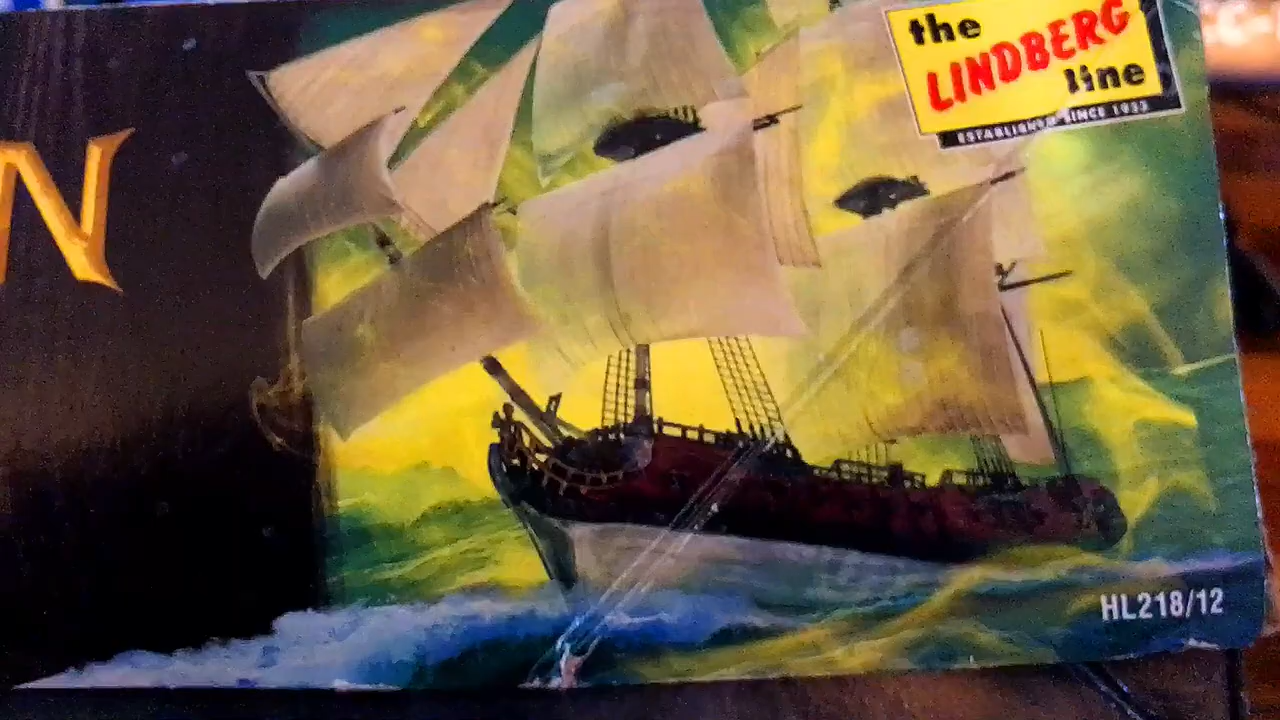 N
the
LINDBERG
line
ESTABLISHED SINCE 1933
HL218/12